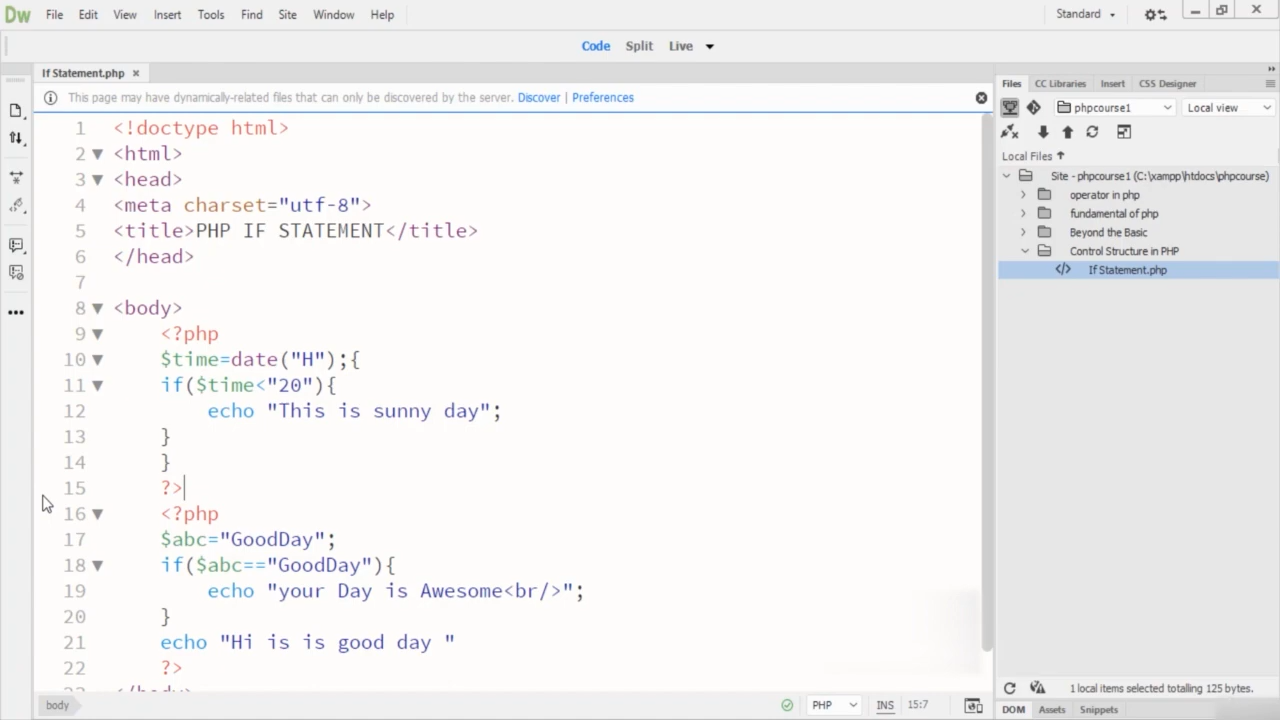 Dw File Edit View Insert Tools Find Site Window Help Standard
Code Split Live
If Statement.php ×
This page may have dynamically-related files that can only be discovered by the server. Discover | Preferences
1 <!doctype html>
2 <html>
3 <head>
4 <meta charset="utf-8">
5 <title>PHP IF STATEMENT</title>
6 </head>
7
8 <body>
9 <?php
10 $time=date("H");{
11 if($time<"20"){
12 echo "This is sunny day";
13 }
14 }
15 ?>
16 <?php
17 $abc="GoodDay";
18 if($abc=="GoodDay"){
19 echo "your Day is Awesome<br/>";
20 }
21 echo "Hi is is good day "
22 ?>
</body>
body PHP INS 15:7
Files CC Libraries Insert CSS Designer
phpcourse1 Local view
Local Files
Site - phpcourse1 (C:\xampp\htdocs\phpcourse)
operator in php
fundamental of php
Beyond the Basic
Control Structure in PHP
If Statement.php
1 local items selected totalling 125 bytes.
DOM Assets Snippets